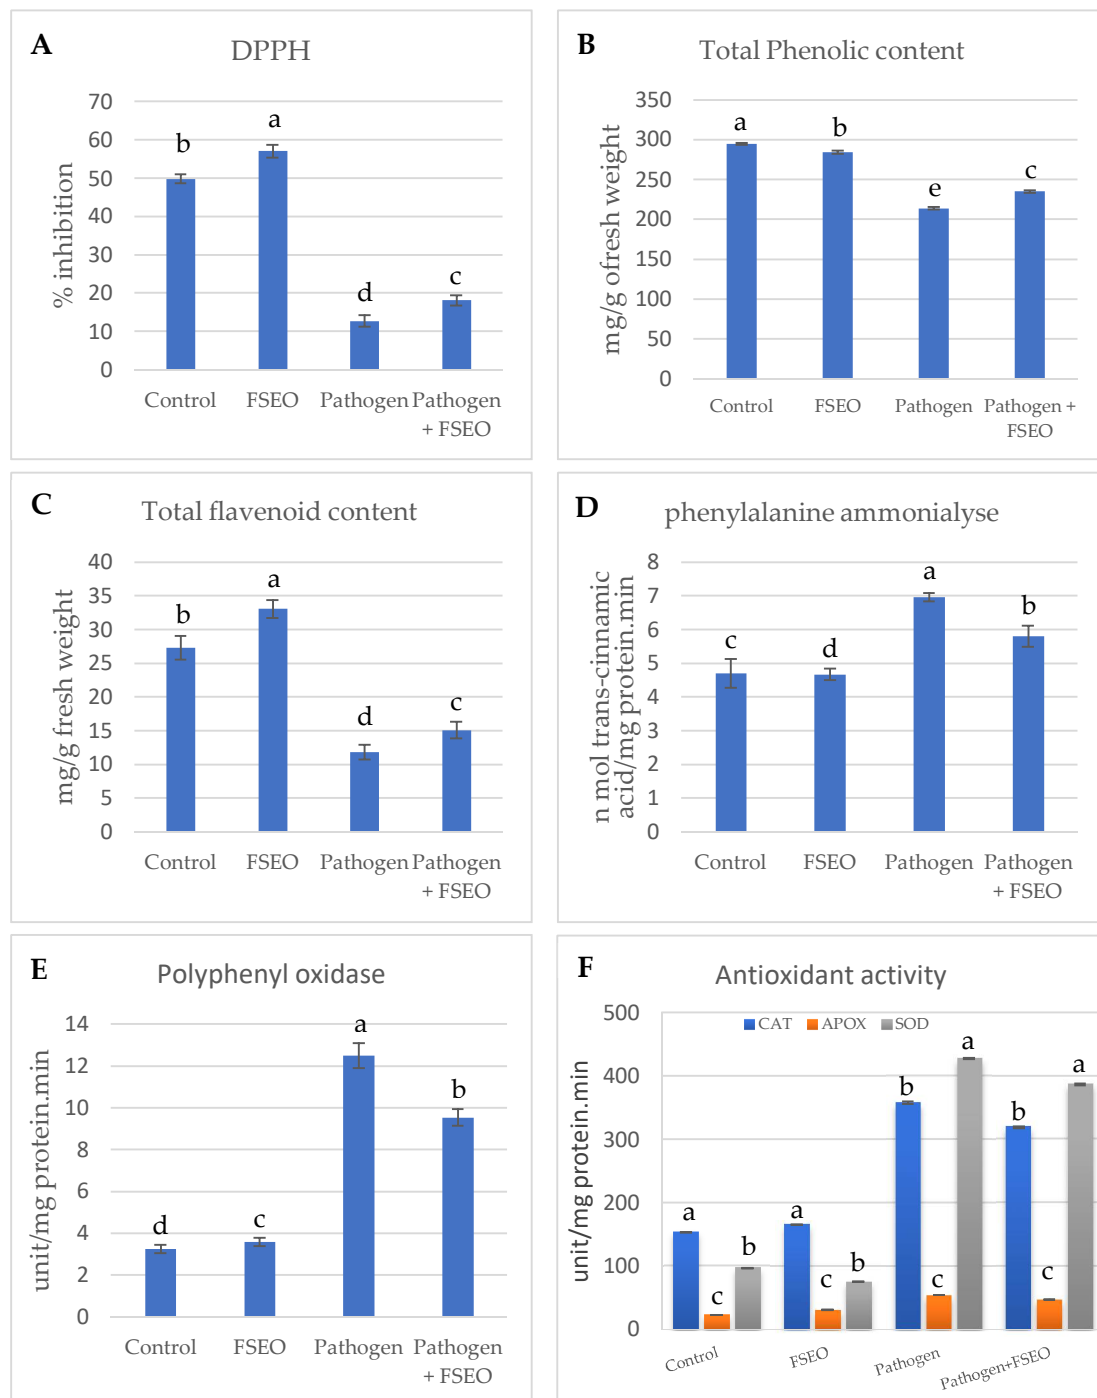 A
DPPH
% inhibition
70
60
50
40
30
20
10
0
b
a
d
c
Control
FSEO
Pathogen
Pathogen
+ FSEO
B
Total Phenolic content
mg/g ofresh weight
350
300
250
200
150
100
50
0
a
b
e
c
Control
FSEO
Pathogen
Pathogen +
FSEO
C
Total flavenoid content
mg/g fresh weight
40
35
30
25
20
15
10
5
0
b
a
d
c
Control
FSEO
Pathogen
Pathogen
+ FSEO
D
phenylalanine ammonialyse
n mol trans-cinnamic
acid/mg protein.min
8
7
6
5
4
3
2
1
0
c
d
a
b
Control
FSEO
Pathogen
Pathogen
+ FSEO
E
Polyphenyl oxidase
unit/mg protein.min
14
12
10
8
6
4
2
0
d
c
a
b
Control
FSEO
Pathogen
Pathogen
+ FSEO
F
Antioxidant activity
CAT APOX SOD
unit/mg protein.min
500
400
300
200
100
0
a
c
b
a
c
b
b
c
a
b
c
a
Control
FSEO
Pathogen
Pathogen+FSEO